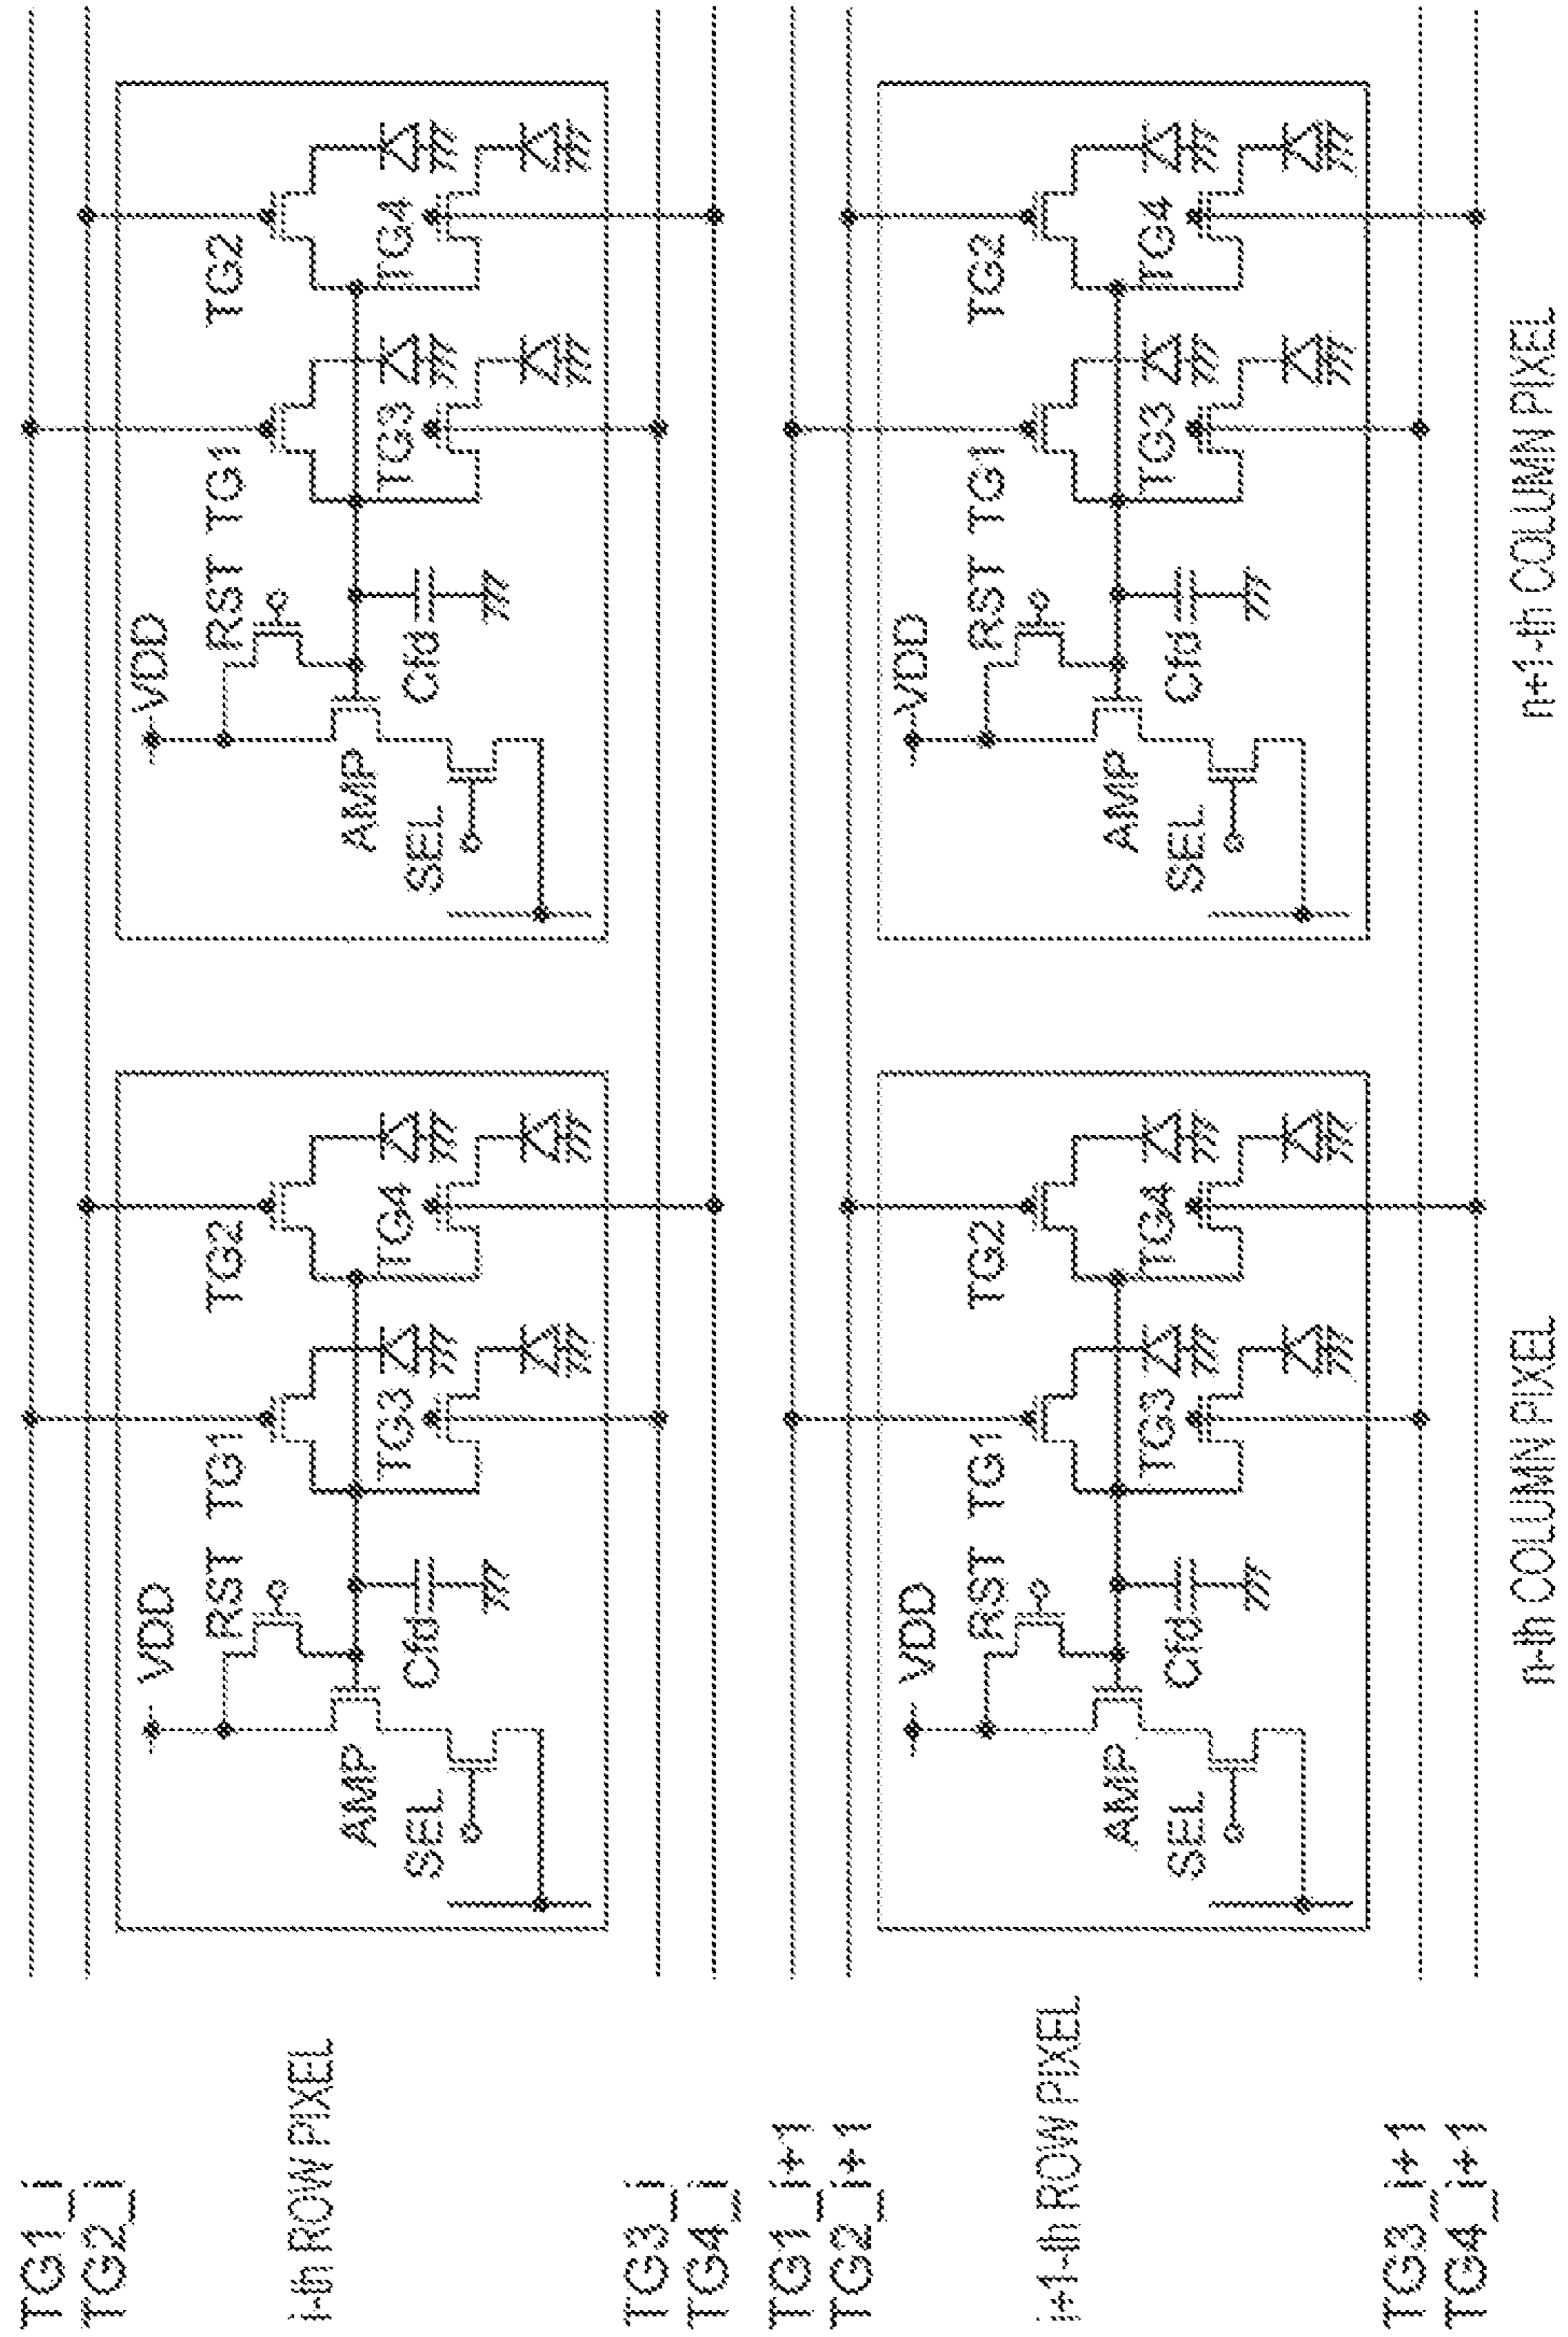 TG1_i
TG2_i
VDD
VDD
RST TG1
TG2
RST TG1
TG2
i-th ROW PIXEL
AMP
TG3
TG4
AMP
TG3
TG4
SEL
Cfd
SEL
Cfd
TG3_i
TG4_i
TG1_i+1
TG2_i+1
VDD
VDD
RST TG1
TG2
RST TG1
TG2
i+1-th ROW PIXEL
AMP
TG3
TG4
AMP
TG3
TG4
SEL
Cfd
SEL
Cfd
TG3_i+1
TG4_i+1
n-th COLUMN PIXEL
n+1-th COLUMN PIXEL